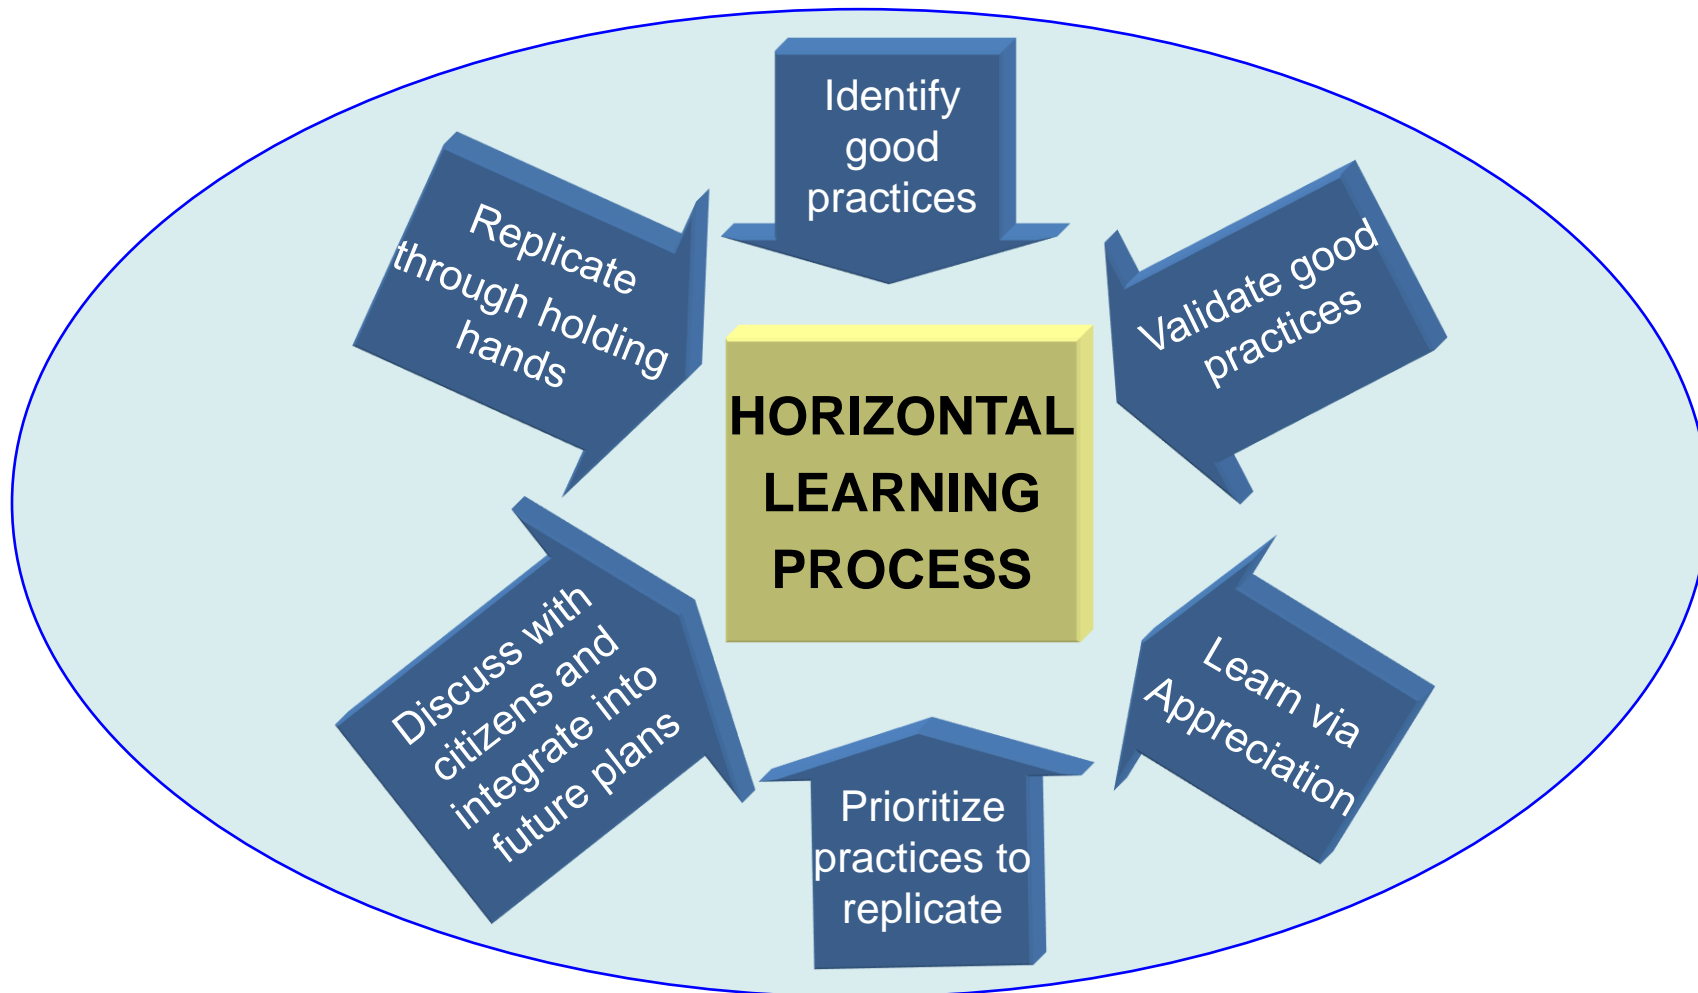 Identify
good
practices
Validate good
practices
Learn via
Appreciation
Prioritize
practices to
replicate
Discuss with
citizens and
integrate into
future plans
Replicate
through holding
hands
HORIZONTAL
LEARNING
PROCESS